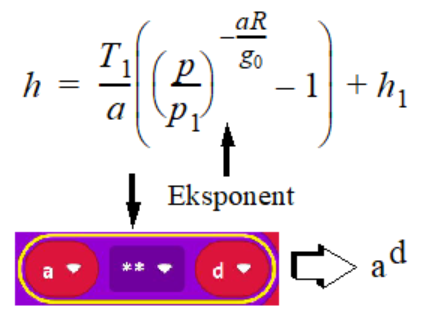 h = T₁/a ((p/p₁)^(-aR/g₀) – 1) + h₁
Eksponent
a ** d
a^d